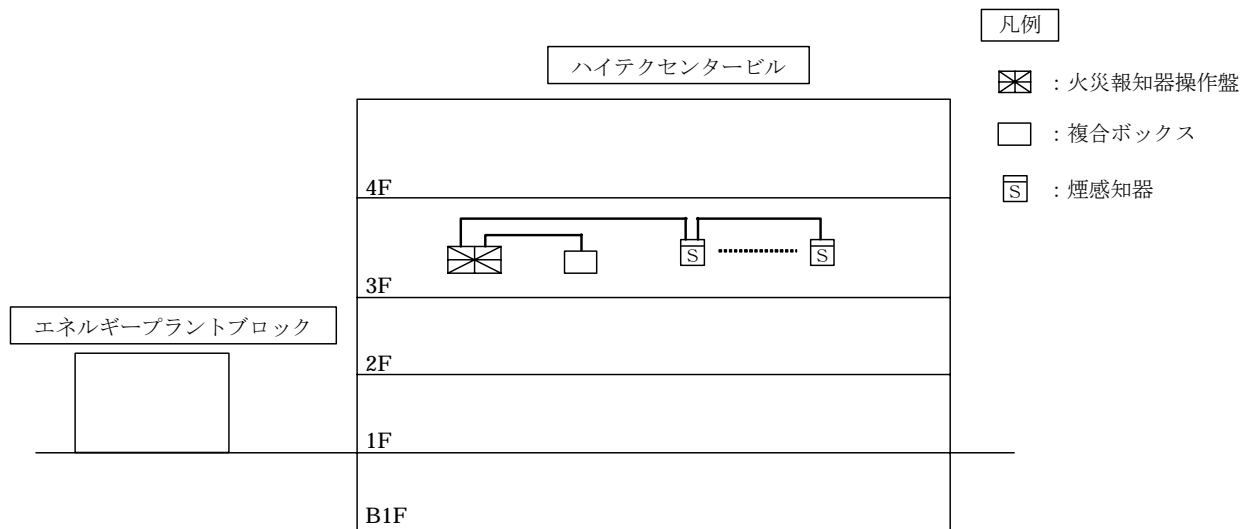 凡例
ハイテクセンタービル
：火災報知器操作盤
：複合ボックス
S ：煙感知器
4F
S S
3F
エネルギープラントブロック
2F
1F
B1F